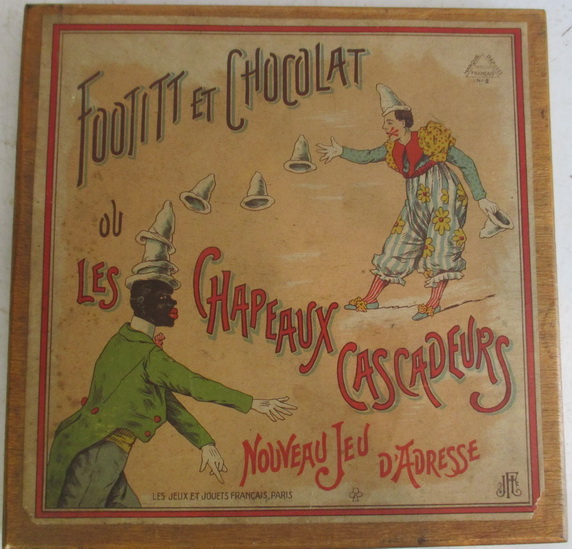 FOOTITT ET CHOCOLAT
OU
LES CHAPEAUX CASCADEURS
NOUVEAU JEU D'ADRESSE
LES JEUX ET JOUETS FRANÇAIS, PARIS